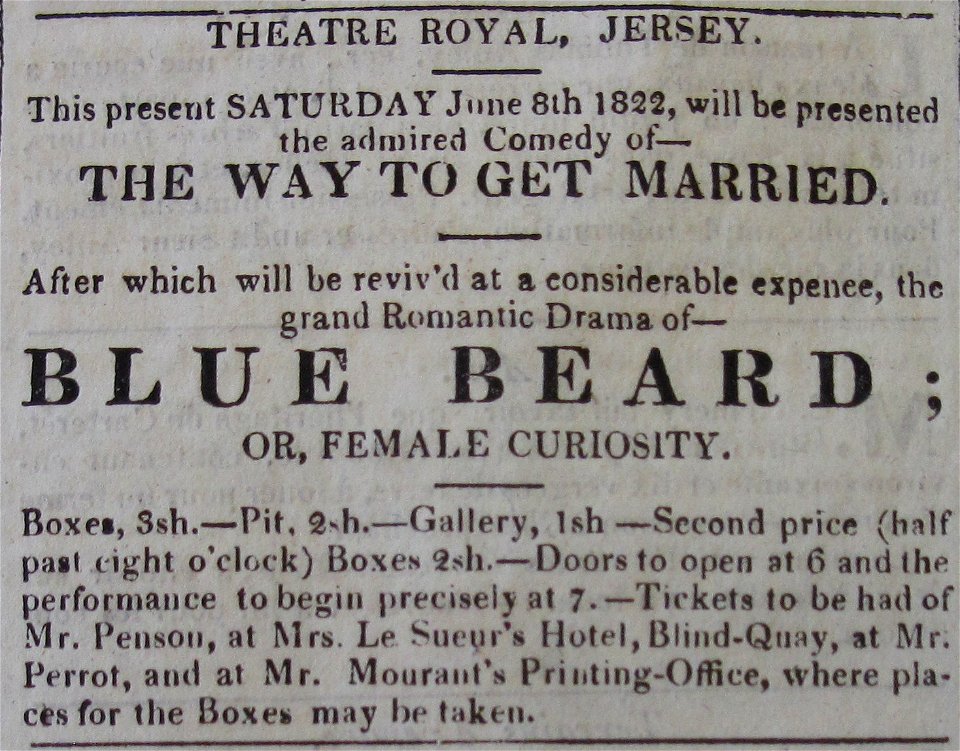 THEATRE ROYAL, JERSEY.
This present SATURDAY June 8th 1822, will be presented
the admired Comedy of—
THE WAY TO GET MARRIED.
After which will be reviv'd at a considerable expenee, the
grand Romantic Drama of—
BLUE BEARD;
OR, FEMALE CURIOSITY.
Boxes, 3sh.—Pit, 2sh.—Gallery, 1sh—Second price (half
past eight o'clock) Boxes 2sh.—Doors to open at 6 and the
performance to begin precisely at 7.—Tickets to be had of
Mr. Penson, at Mrs. Le Sueur's Hotel, Blind-Quay, at Mr.
Perrot, and at Mr. Mourant's Printing-Office, where pla-
ces for the Boxes may be taken.